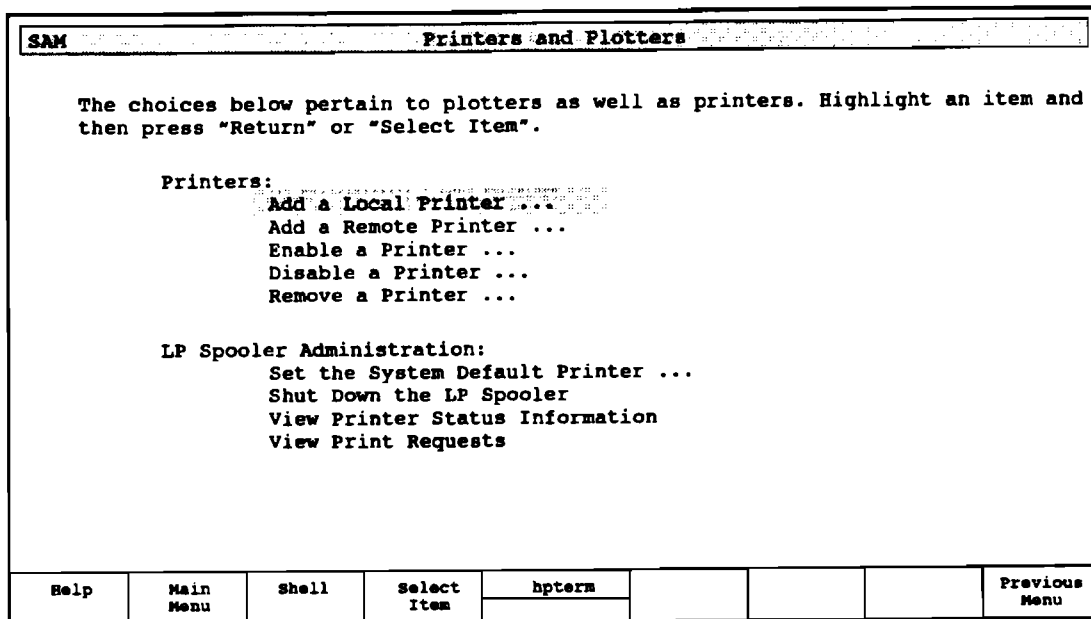 SAM Printers and Plotters
The choices below pertain to plotters as well as printers. Highlight an item and
then press "Return" or "Select Item".
Printers:
Add a Local Printer ...
Add a Remote Printer ...
Enable a Printer ...
Disable a Printer ...
Remove a Printer ...
LP Spooler Administration:
Set the System Default Printer ...
Shut Down the LP Spooler
View Printer Status Information
View Print Requests
Help
Main
Menu
Shell
Select
Item
hpterm
Previous
Menu